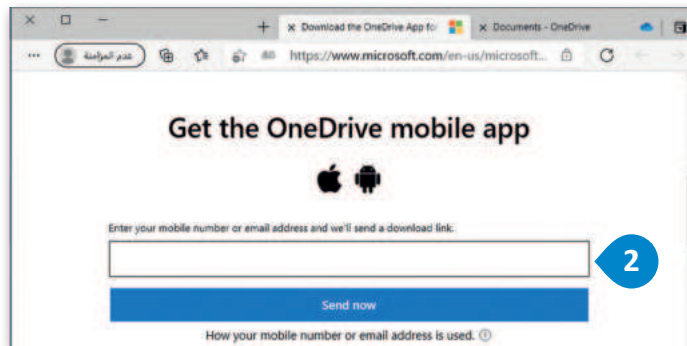 Download the OneDrive App for
Documents - OneDrive
عدم المزامنة
https://www.microsoft.com/en-us/microsoft...
Get the OneDrive mobile app
Enter your mobile number or email address and we'll send a download link.
2
Send now
How your mobile number or email address is used.